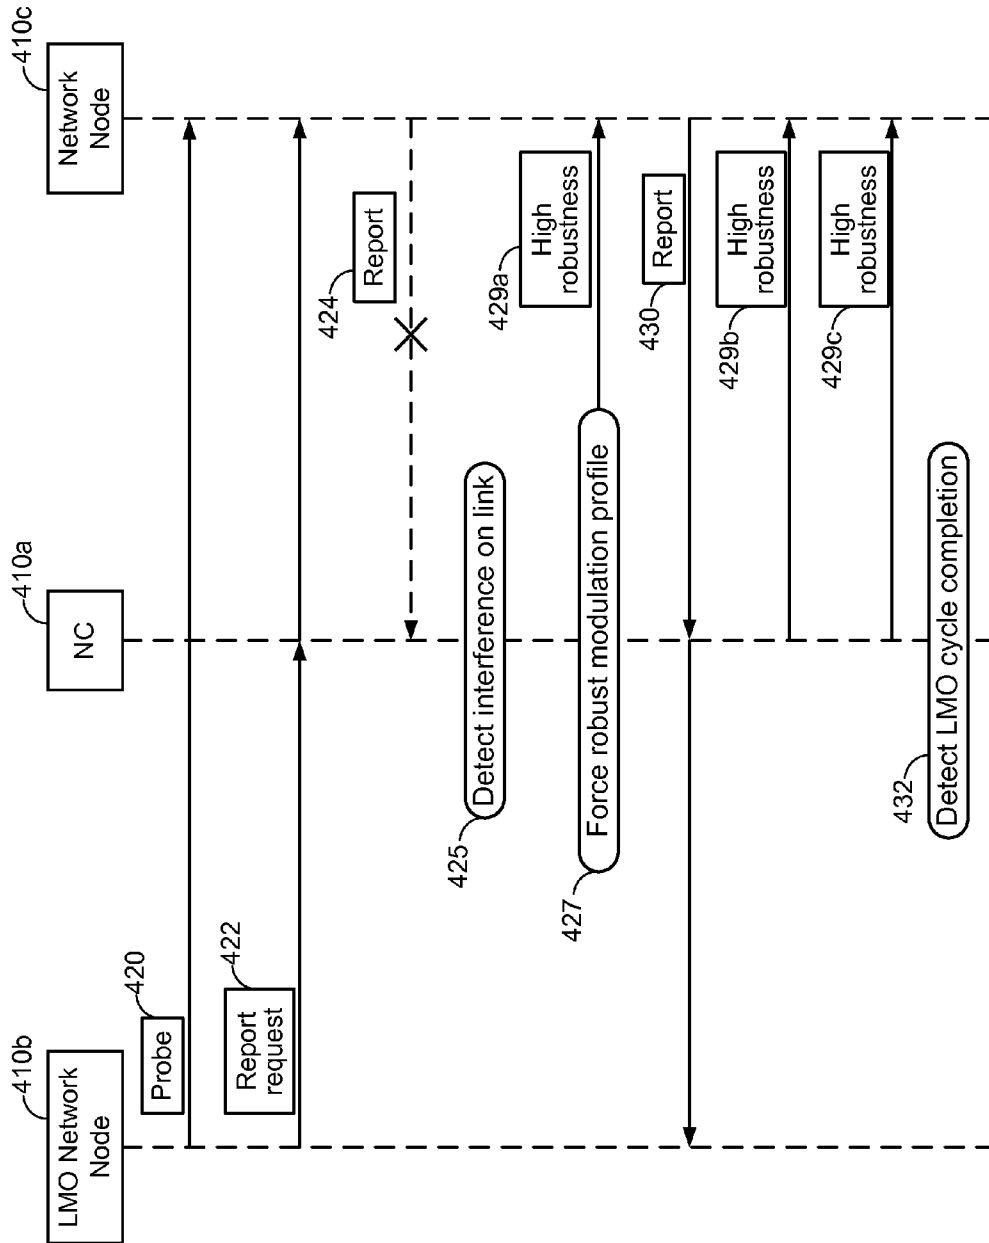 410b
LMO Network
Node
410a
NC
410c
Network
Node
420
Probe
422
Report
request
424
Report
425
Detect interference on link
427
Force robust modulation profile
429a
High
robustness
430
Report
429b
High
robustness
429c
High
robustness
432
Detect LMO cycle completion